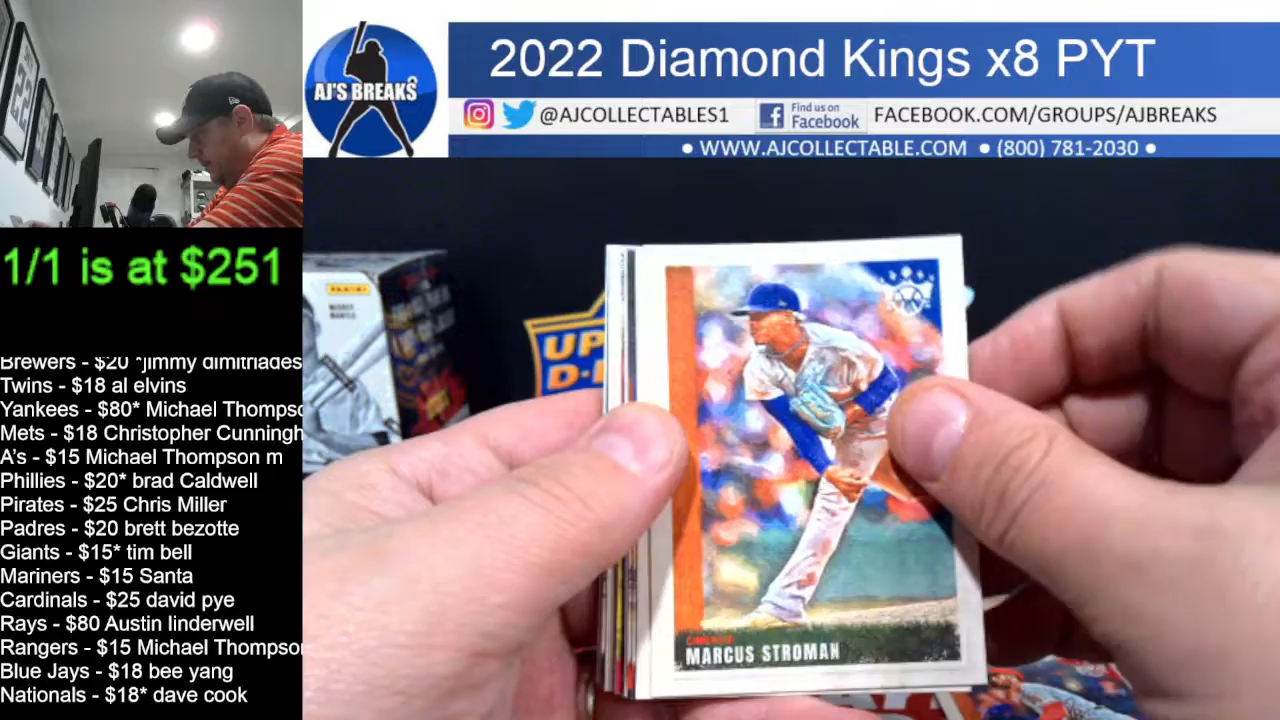 AJ'S BREAKS
2022 Diamond Kings x8 PYT
@AJCOLLECTABLES1
Find us on
Facebook
FACEBOOK.COM/GROUPS/AJBREAKS
• WWW.AJCOLLECTABLE.COM • (800) 781-2030 •
1/1 is at $251
Brewers - $20 *jimmy dimitriades
Twins - $18 al elvins
Yankees - $80* Michael Thompso
Mets - $18 Christopher Cunningh
A's - $15 Michael Thompson m
Phillies - $20* brad Caldwell
Pirates - $25 Chris Miller
Padres - $20 brett bezotte
Giants - $15* tim bell
Mariners - $15 Santa
Cardinals - $25 david pye
Rays - $80 Austin linderwell
Rangers - $15 Michael Thompson
Blue Jays - $18 bee yang
Nationals - $18* dave cook
PANINI
UP
D
MARCUS STROMAN